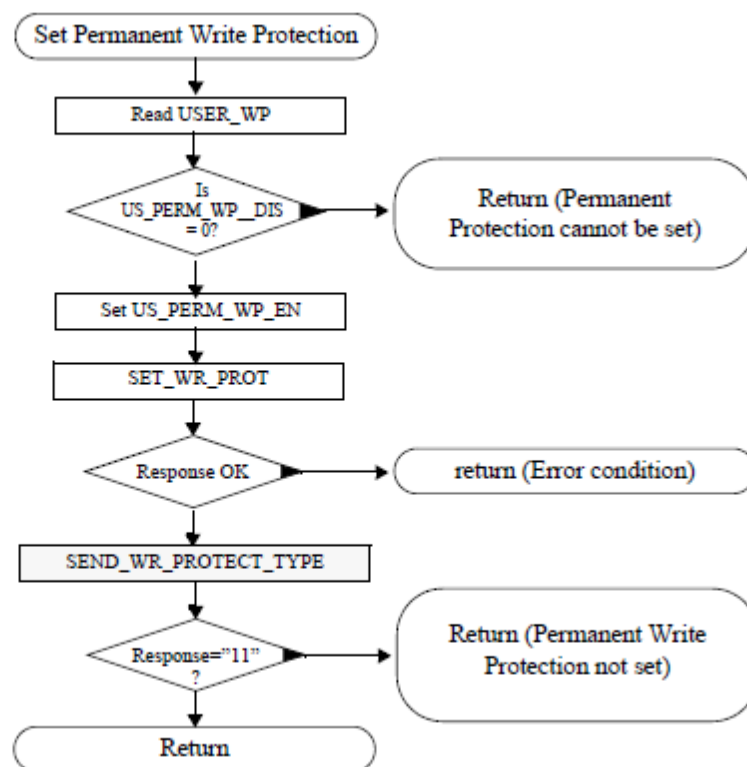 Set Permanent Write Protection
Read USER_WP
Is
US_PERM_WP__DIS
= 0?
Return (Permanent
Protection cannot be set)
Set US_PERM_WP_EN
SET_WR_PROT
Response OK
return (Error condition)
SEND_WR_PROTECT_TYPE
Response=”11”
?
Return (Permanent Write
Protection not set)
Return